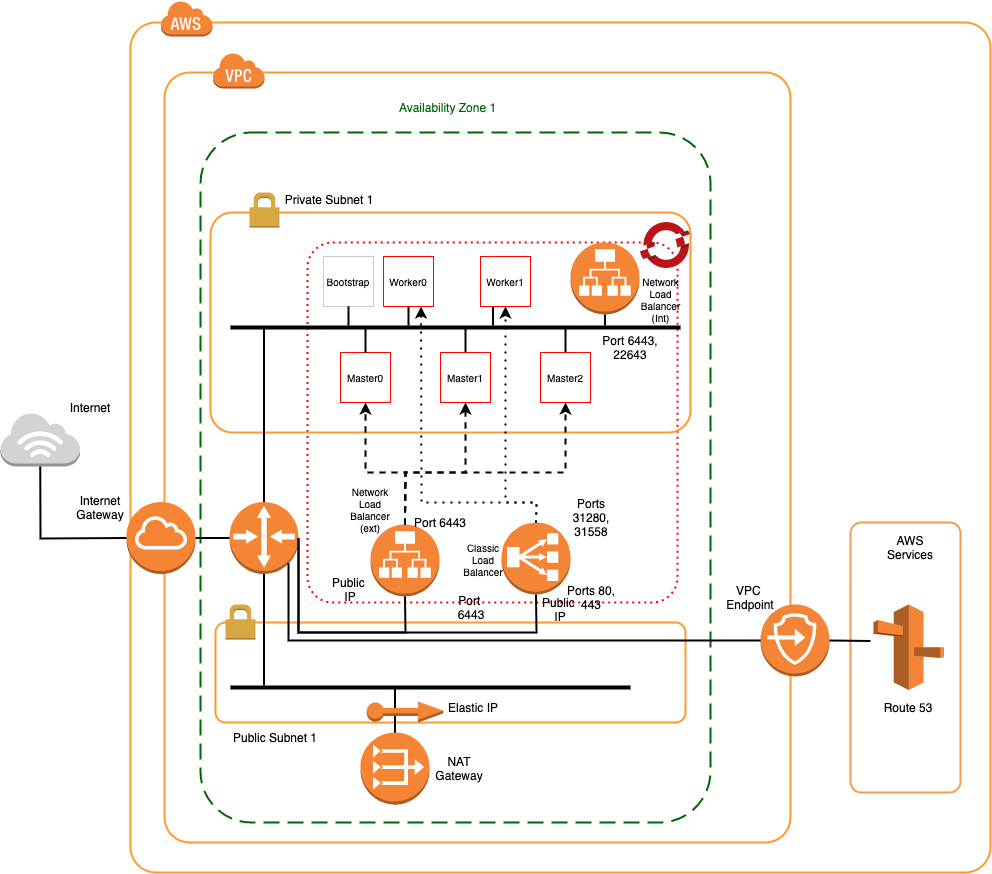 AWS
VPC
Availability Zone 1
Private Subnet 1
Bootstrap
Worker0
Worker1
Network
Load
Balancer
(Int)
Port 6443,
22643
Master0
Master1
Master2
Internet
Internet
Gateway
Network
Load
Balancer
(ext)
Port 6443
Ports
31280,
31558
Classic
Load
Balancer
Public
IP
Port
6443
Ports 80,
443
Public
IP
VPC
Endpoint
AWS
Services
Route 53
Elastic IP
Public Subnet 1
NAT
Gateway